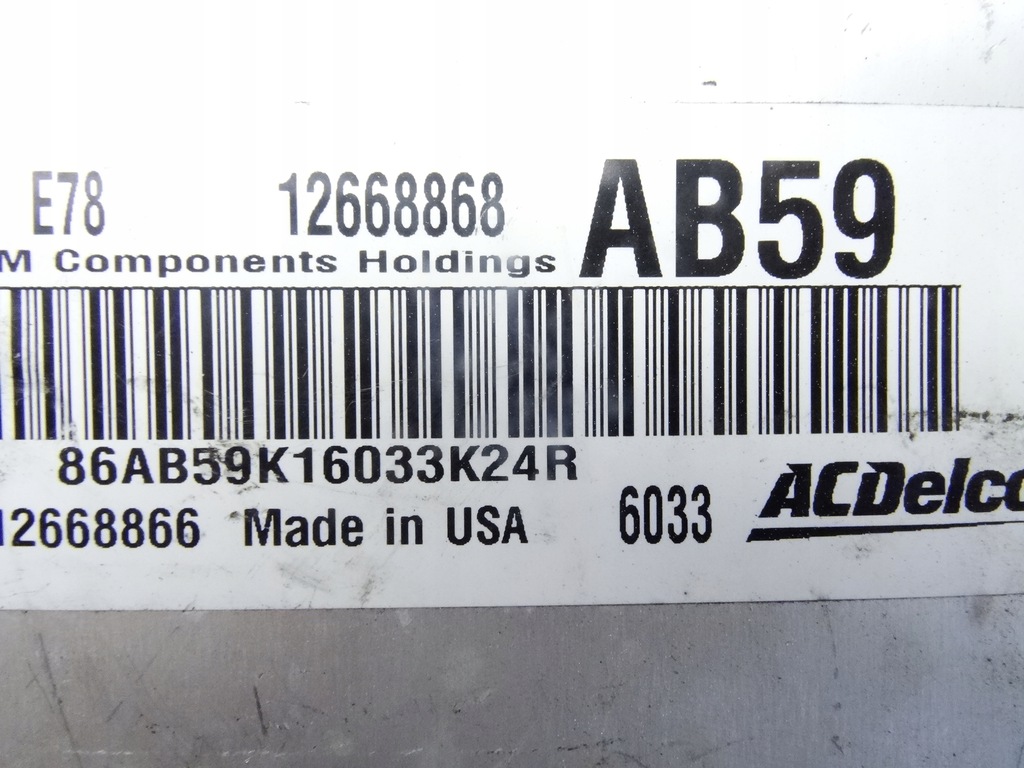 E78 12668868 AB59
M Components Holdings
86AB59K16033K24R
12668866 Made in USA 6033 ACDelco